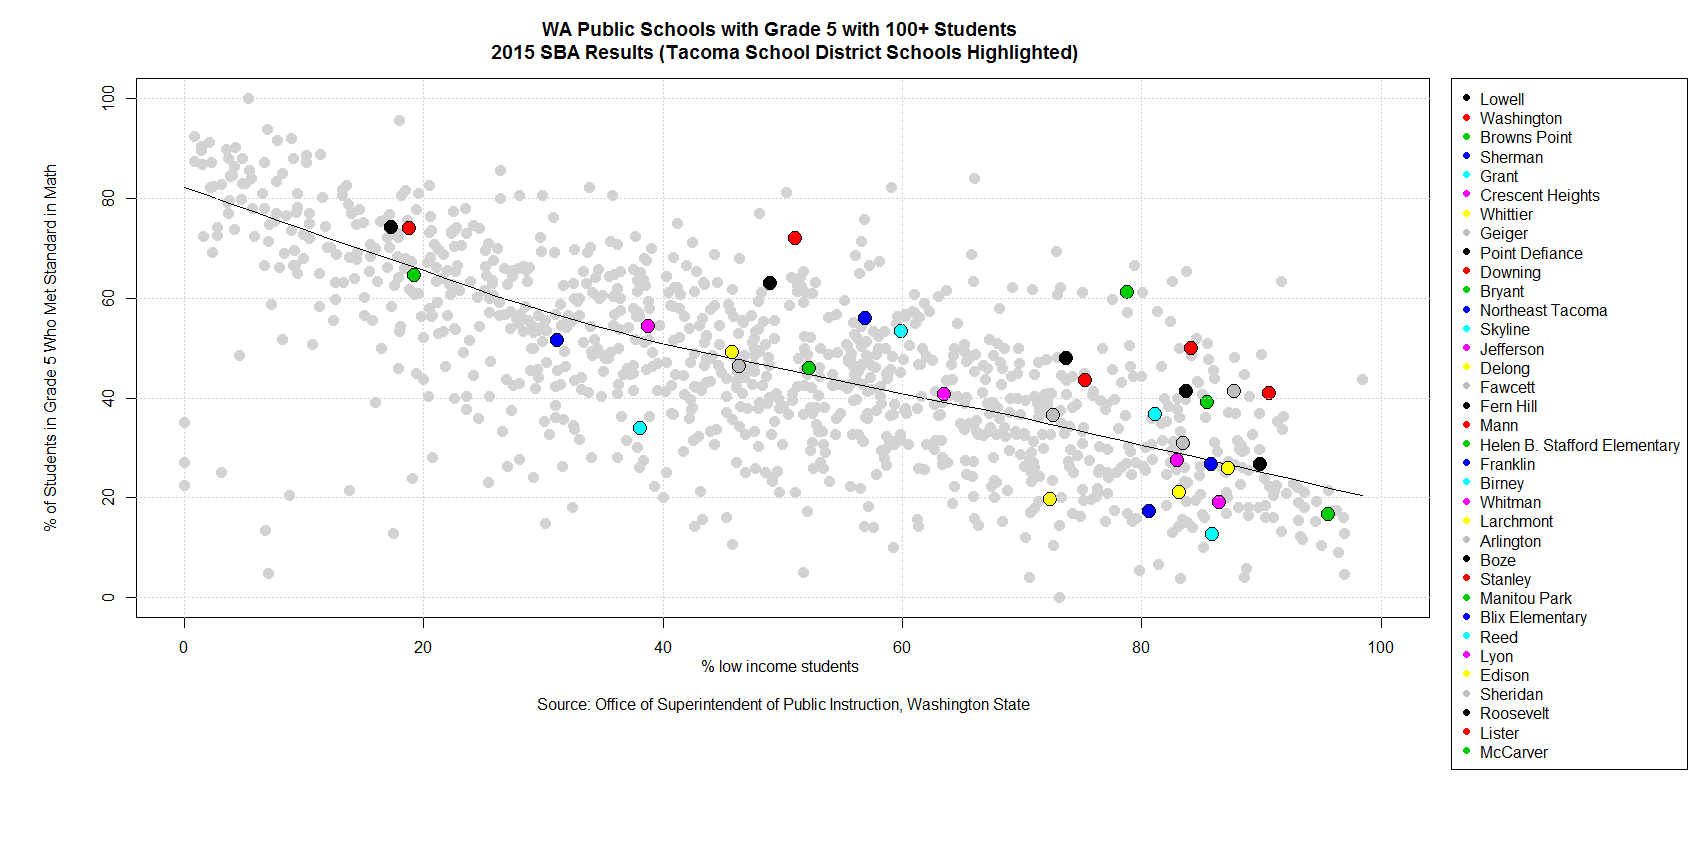 WA Public Schools with Grade 5 with 100+ Students
2015 SBA Results (Tacoma School District Schools Highlighted)
% of Students in Grade 5 Who Met Standard in Math
100
80
60
40
20
0
0 20 40 60 80 100
% low income students
Source: Office of Superintendent of Public Instruction, Washington State
Lowell
Washington
Browns Point
Sherman
Grant
Crescent Heights
Whittier
Geiger
Point Defiance
Downing
Bryant
Northeast Tacoma
Skyline
Jefferson
Delong
Fawcett
Fern Hill
Mann
Helen B. Stafford Elementary
Franklin
Birney
Whitman
Larchmont
Arlington
Boze
Stanley
Manitou Park
Blix Elementary
Reed
Lyon
Edison
Sheridan
Roosevelt
Lister
McCarver